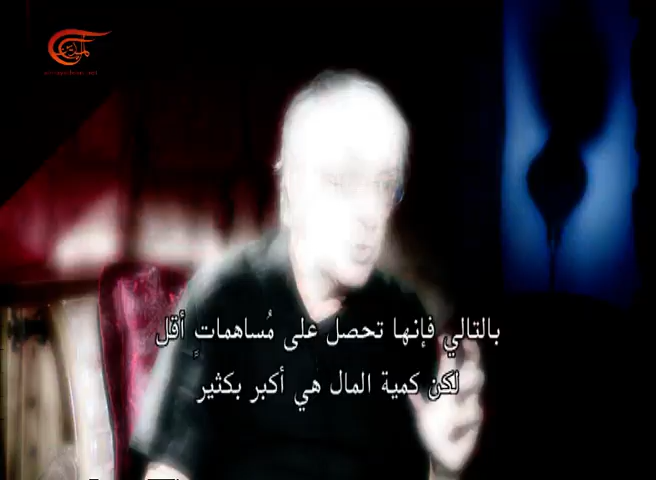 بالتالي فإنها تحصل على مُساهماتٍ أقل
لكن كمية المال هي أكبر بكثير